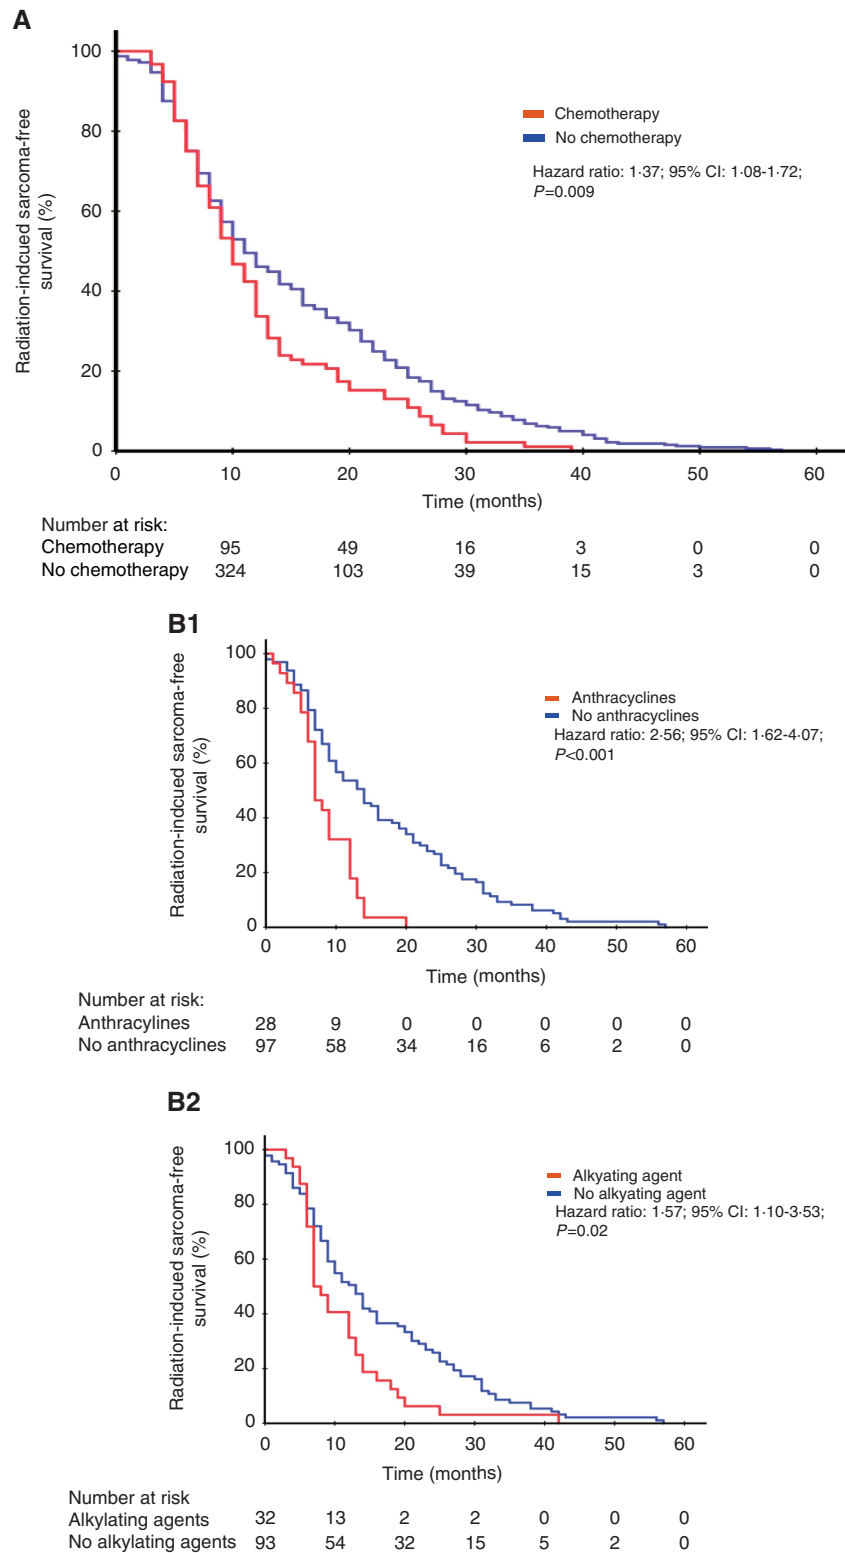 A
100
80
60
40
20
0
Radiation-indcued sarcoma-free
survival (%)
Chemotherapy
No chemotherapy
Hazard ratio: 1·37; 95% CI: 1·08-1·72;
P=0.009
0 10 20 30 40 50 60
Time (months)
Number at risk:
Chemotherapy 95 49 16 3 0 0
No chemotherapy 324 103 39 15 3 0
B1
100
80
60
40
20
0
Radiation-indcued sarcoma-free
survival (%)
Anthracyclines
No anthracyclines
Hazard ratio: 2·56; 95% CI: 1·62-4·07;
P<0.001
0 10 20 30 40 50 60
Time (months)
Number at risk:
Anthracylines 28 9 0 0 0 0 0
No anthracyclines 97 58 34 16 6 2 0
B2
100
80
60
40
20
0
Radiation-indcued sarcoma-free
survival (%)
Alkyating agent
No alkyating agent
Hazard ratio: 1·57; 95% CI: 1·10-3·53;
P=0.02
0 10 20 30 40 50 60
Time (months)
Number at risk
Alkylating agents 32 13 2 2 0 0 0
No alkylating agents 93 54 32 15 5 2 0